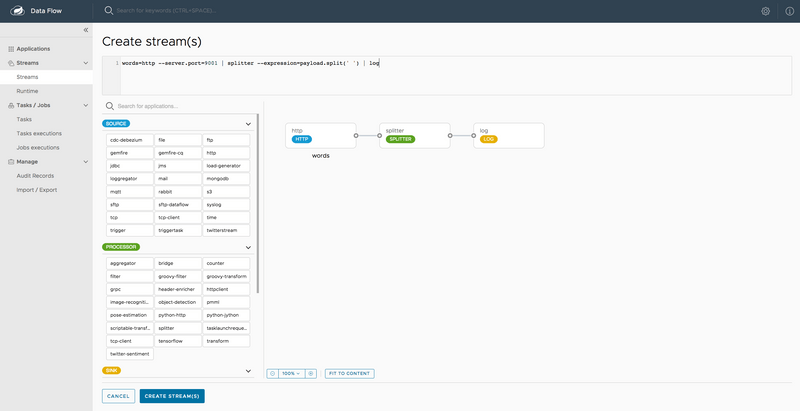 Data Flow
Search for keywords (CTRL+SPACE)...
«
Applications
Streams
Streams
Runtime
Tasks / Jobs
Tasks
Tasks executions
Jobs executions
Manage
Audit Records
Import / Export
Create stream(s)
1 words=http --server.port=9001 | splitter --expression=payload.split(' ') | log
Search for applications...
SOURCE
cdc-debezium file ftp
gemfire gemfire-cq http
jdbc jms load-generator
loggregator mail mongodb
mqtt rabbit s3
sftp sftp-dataflow syslog
tcp tcp-client time
trigger triggertask twitterstream
PROCESSOR
aggregator bridge counter
filter groovy-filter groovy-transform
grpc header-enricher httpclient
image-recogniti... object-detection pmml
pose-estimation python-http python-jython
scriptable-transf... splitter tasklaunchreque...
tcp-client tensorflow transform
twitter-sentiment
SINK
http
HTTP
words
splitter
SPLITTER
log
LOG
100%
FIT TO CONTENT
CANCEL
CREATE STREAM(S)